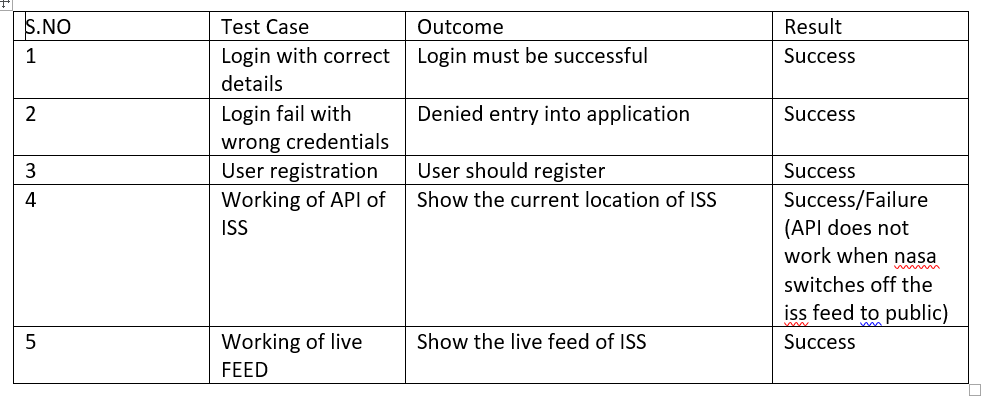 S.NO Test Case Outcome Result
1 Login with correct Login must be successful Success
details
2 Login fail with Denied entry into application Success
wrong credentials
3 User registration User should register Success
4 Working of API of Show the current location of ISS Success/Failure
ISS (API does not
work when nasa
switches off the
iss feed to public)
5 Working of live Show the live feed of ISS Success
FEED